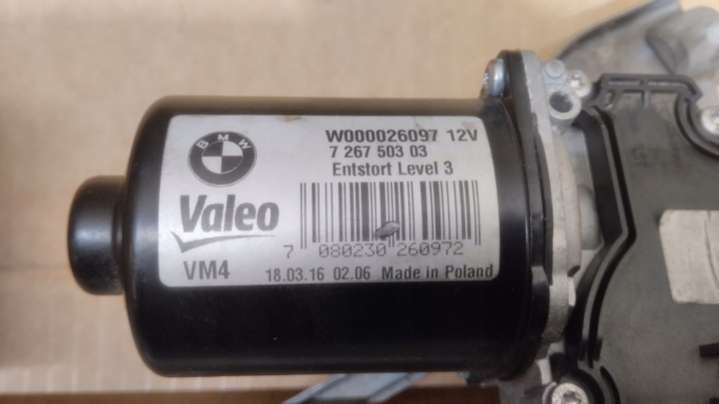 W000026097 12V
7 267 503 03
Entstort Level 3
BMW
Valeo
7 080230 260972
VM4
18.03.16 02.06 Made in Poland